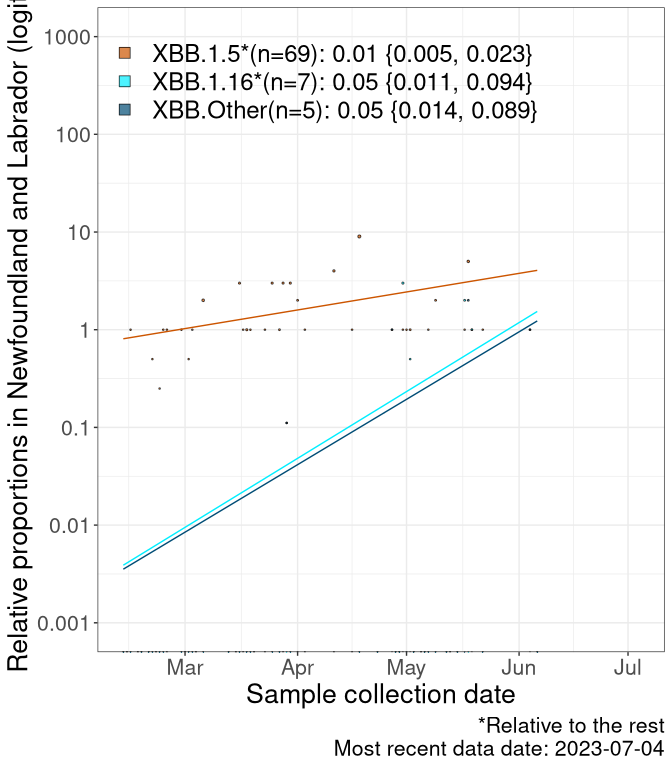 Relative proportions in Newfoundland and Labrador
XBB.1.5*(n=69): 0.01 {0.005, 0.023}
XBB.1.16*(n=7): 0.05 {0.011, 0.094}
XBB.Other(n=5): 0.05 {0.014, 0.089}
1000
100
10
1
0.1
0.01
0.001
Mar Apr May Jun Jul
Sample collection date
*Relative to the rest
Most recent data date: 2023-07-04